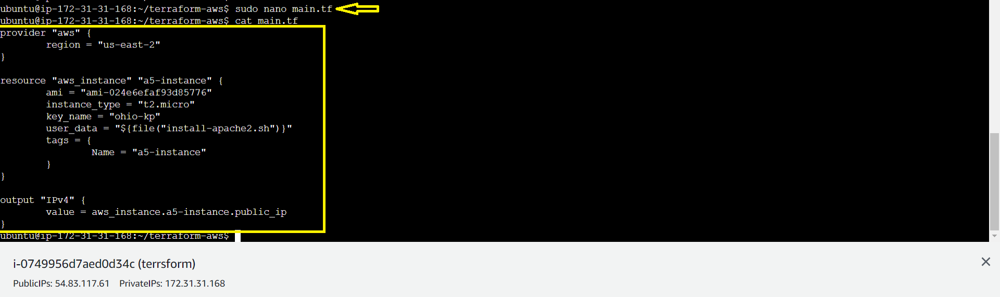 ubuntu@ip-172-31-31-168:~/terraform-aws$ sudo nano main.tf
ubuntu@ip-172-31-31-168:~/terraform-aws$ cat main.tf
provider "aws" {
        region = "us-east-2"
}

resource "aws_instance" "a5-instance" {
        ami = "ami-024e6efaf93d85776"
        instance_type = "t2.micro"
        key_name = "ohio-kp"
        user_data = "${file("install-apache2.sh")}"
        tags = {
                Name = "a5-instance"
        }
}

output "IPv4" {
        value = aws_instance.a5-instance.public_ip
}
ubuntu@ip-172-31-31-168:~/terraform-aws$
i-0749956d7aed0d34c (terrsform)
PublicIPs: 54.83.117.61    PrivateIPs: 172.31.31.168